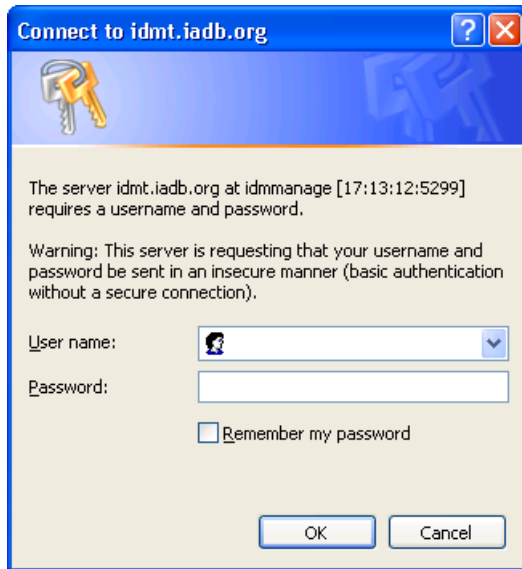 Connect to idmt.iadb.org
The server idmt.iadb.org at idmmanage [17:13:12:5299]
requires a username and password.
Warning: This server is requesting that your username and
password be sent in an insecure manner (basic authentication
without a secure connection).
User name:
Password:
Remember my password
OK Cancel